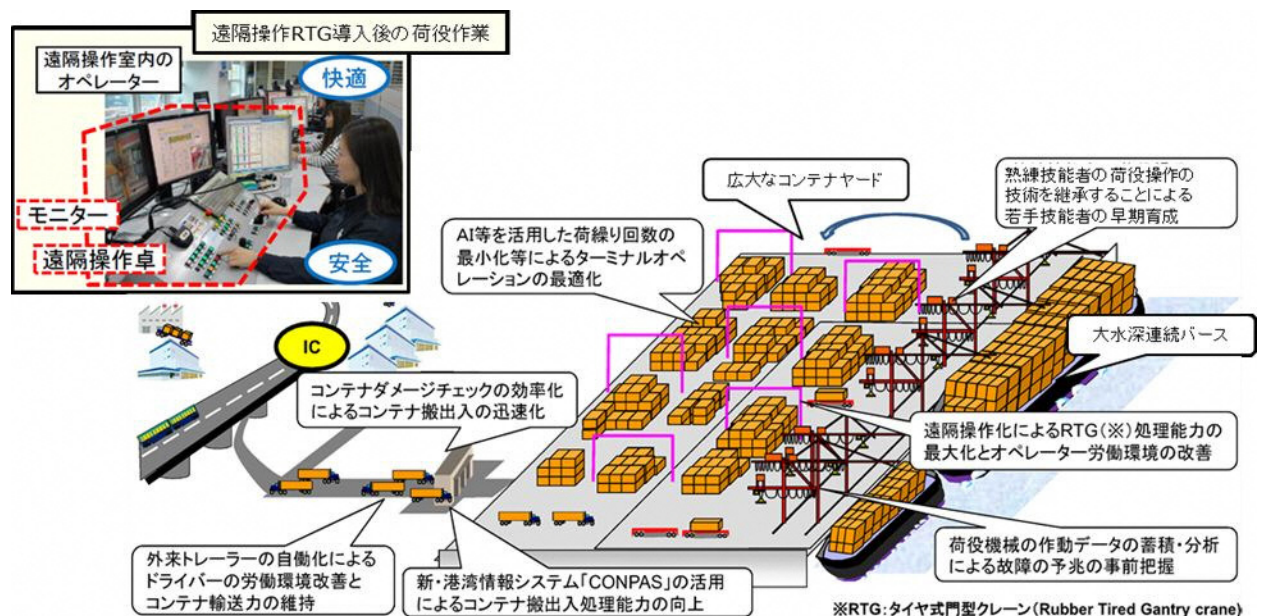 遠隔操作RTG導入後の荷役作業
遠隔操作室内の
オペレーター
快適
モニター
遠隔操作卓
安全
広大なコンテナヤード
熟練技能者の荷役操作の
技術を継承することによる
若手技能者の早期育成
AI等を活用した荷繰り回数の
最小化等によるターミナルオペ
レーションの最適化
大水深連続バース
IC
コンテナダメージチェックの効率化
によるコンテナ搬出入の迅速化
遠隔操作化によるRTG(※)処理能力の
最大化とオペレーター労働環境の改善
外来トレーラーの自働化による
ドライバーの労働環境改善と
コンテナ輸送力の維持
新・港湾情報システム「CONPAS」の活用
によるコンテナ搬出入処理能力の向上
荷役機械の作動データの蓄積・分析
による故障の予兆の事前把握
※RTG:タイヤ式門型クレーン(Rubber Tired Gantry crane)